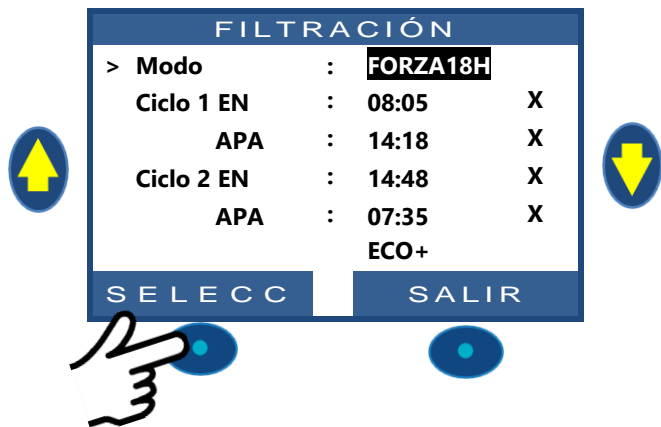 FILTRACIÓN
> Modo : FORZA18H
Ciclo 1 EN : 08:05 X
APA : 14:18 X
Ciclo 2 EN : 14:48 X
APA : 07:35 X
ECO+
SELECC SALIR